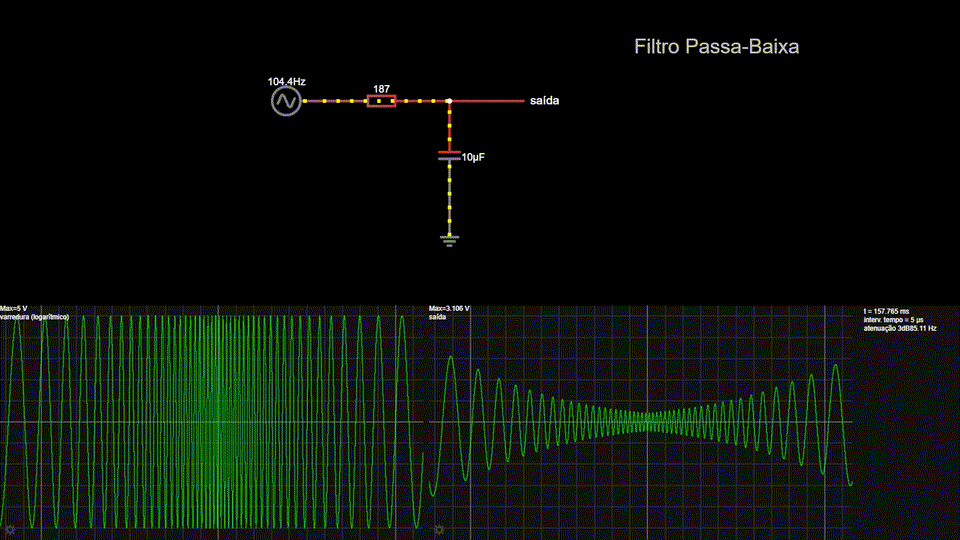 Filtro Passa-Baixa
104.4Hz
187
saída
10μF
Max=5 V
varredura (logarítmico)
Max=3.106 V
saída
t = 157.765 ms
interv. tempo = 5 μs
atenuação 3dB85.11 Hz